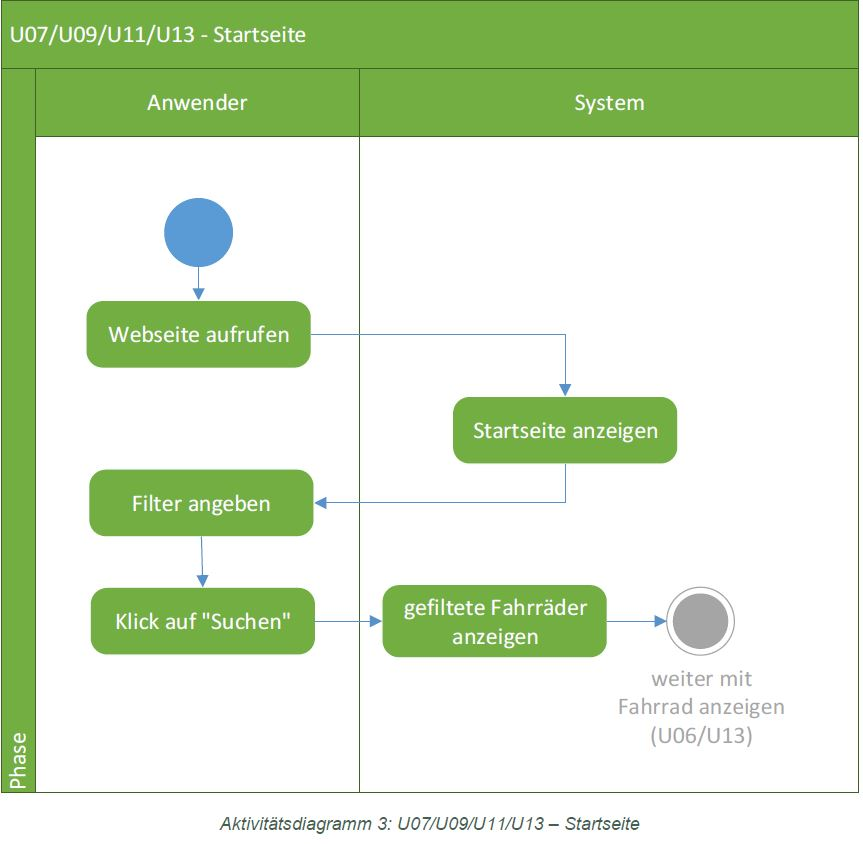 U07/U09/U11/U13 - Startseite
Anwender
System
Webseite aufrufen
Startseite anzeigen
Filter angeben
Klick auf "Suchen"
gefiltete Fahrräder
anzeigen
weiter mit
Fahrrad anzeigen
(U06/U13)
Phase
Aktivitätsdiagramm 3: U07/U09/U11/U13 – Startseite